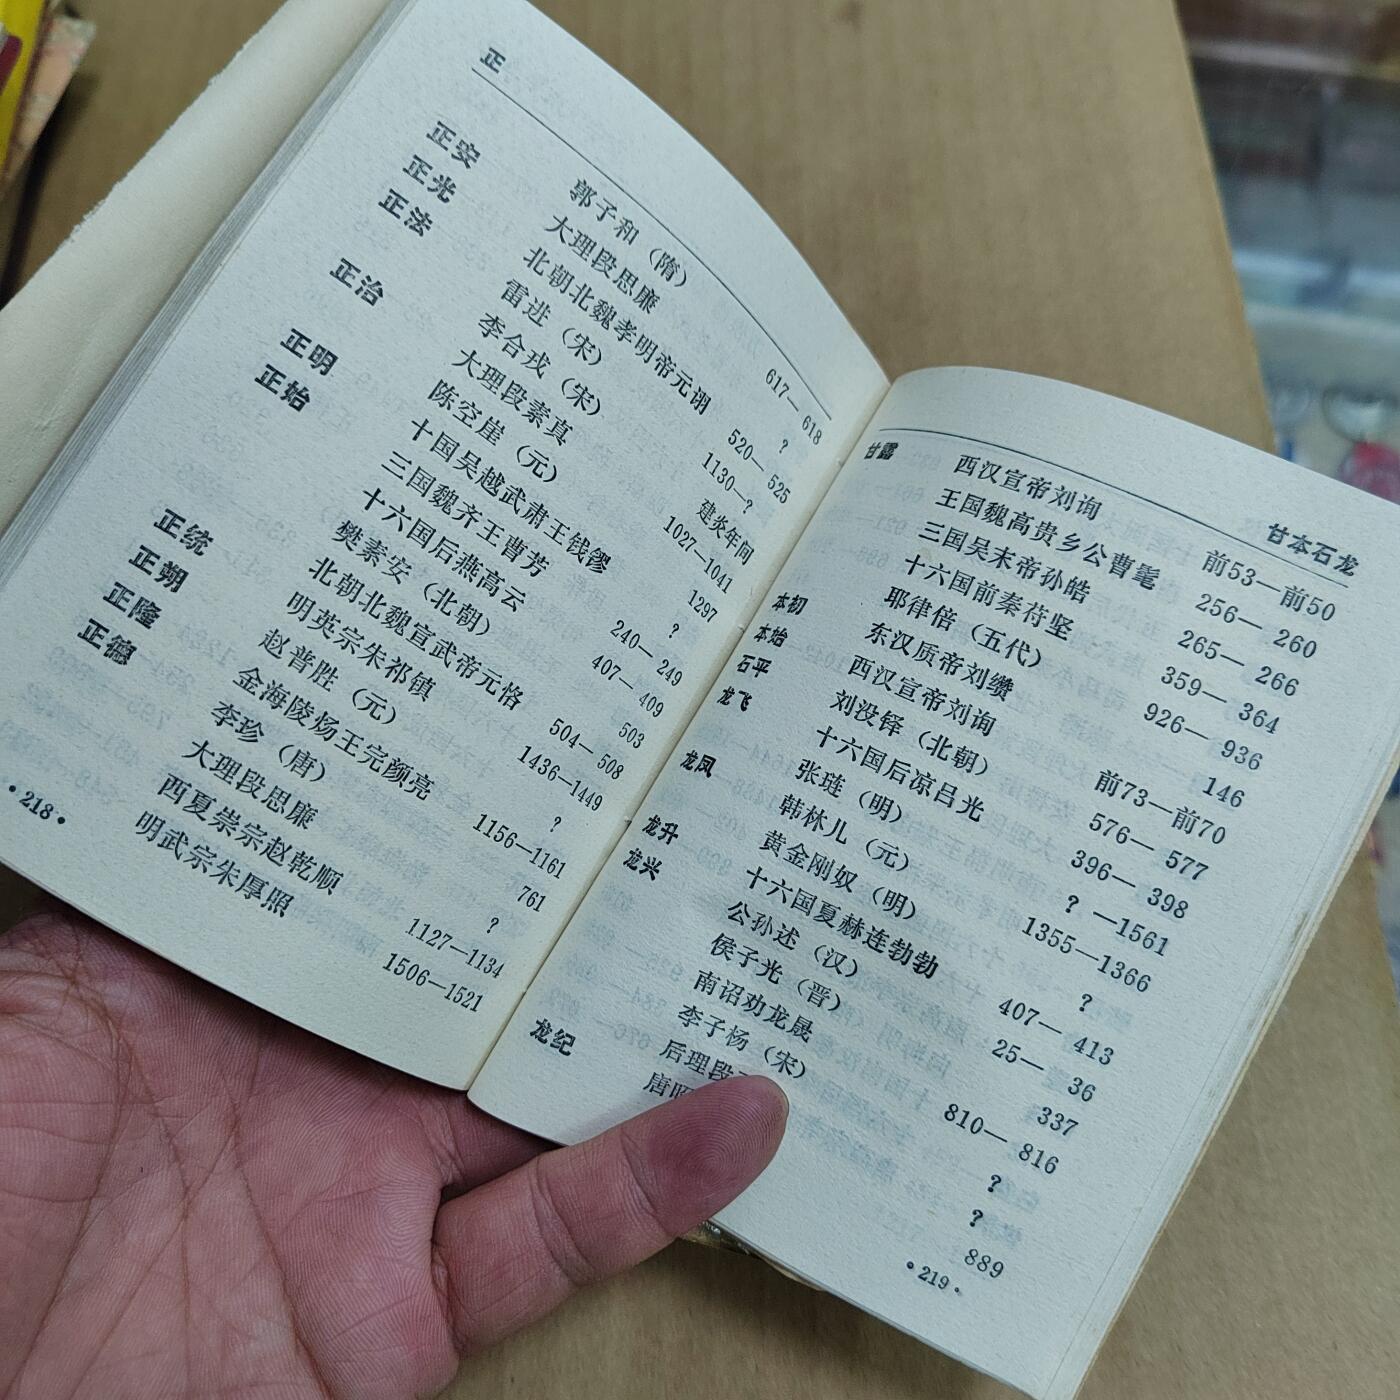 正
郭子和（隋） 617—618
正安 大理段思廉 ?
正光 北朝北魏孝明帝元诩 520—525
正法 雷进（宋） 1130—?
李合戎（宋） 建炎年间
正治 大理段素真 1027—1041
陈空崖（元） 1297
正明 十国吴越武肃王钱镠 ?
正始 三国魏齐王曹芳 240—249
十六国后燕高云 407—409
樊素安（北朝） 503
北朝北魏宣武帝元恪 504—508
正统 明英宗朱祁镇 1436—1449
正朔 赵普胜（元） ?
正隆 金海陵炀王完颜亮 1156—1161
正德 李珍（唐） 761
大理段思廉 ?
西夏崇宗赵乾顺 1127—1134
明武宗朱厚照 1506—1521
•218•
甘本石龙
甘露 西汉宣帝刘询 前53—前50
王国魏高贵乡公曹髦 256—260
三国吴末帝孙皓 265—266
十六国前秦苻坚 359—364
耶律倍（五代） 926—936
本初 东汉质帝刘缵 146
本始 西汉宣帝刘询 前73—前70
石平 刘没铎（北朝） 576—577
龙飞 十六国后凉吕光 396—398
张琏（明） ?—1561
龙凤 韩林儿（元） 1355—1366
黄金刚奴（明） ?
龙升 十六国夏赫连勃勃 407—413
龙兴 公孙述（汉） 25—36
侯子光（晋） 337
南诏劝龙晟 810—816
李子杨（宋） ?
后理段 ?
龙纪 唐昭 889
•219•